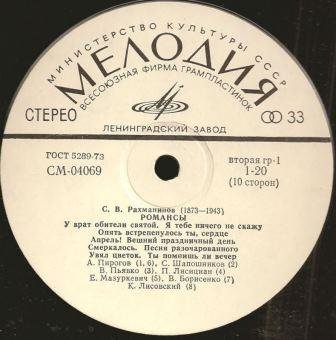 МИНИСТЕРСТВО КУЛЬТУРЫ СССР
МЕЛОДИЯ
ВСЕСОЮЗНАЯ ФИРМА ГРАМПЛАСТИНОК
СТЕРЕО
33
ЛЕНИНГРАДСКИЙ ЗАВОД
ГОСТ 5289-73
СМ-04069
вторая гр-1
1-20
(10 сторон)
С. В. Рахманинов (1873—1943)
РОМАНСЫ
У врат обители святой. Я тебе ничего не скажу
Опять встрепенулось ты, сердце
Апрель! Вешний праздничный день
Смеркалось. Песня разочарованного
Увял цветок. Ты помнишь ли вечер
А. Пирогов (1, 6), С. Шапошников (2)
В. Пьявко (3), П. Лисициан (4)
Е. Мазуркевич (5), В. Борисенко (7)
К. Лисовский (8)